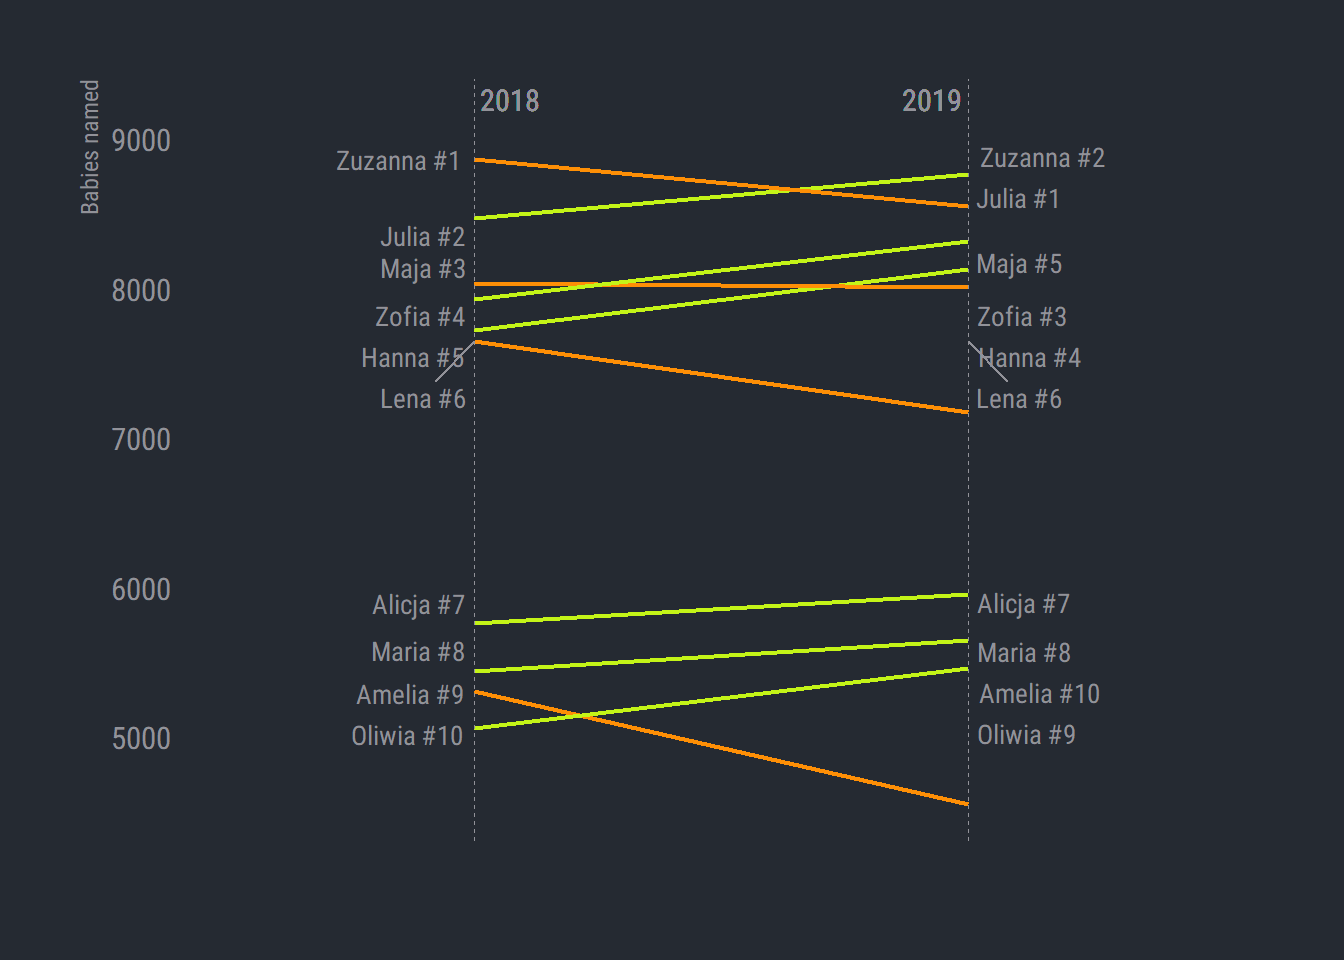 Babies named
2018
2019
9000
8000
7000
6000
5000
Zuzanna #1
Julia #2
Maja #3
Zofia #4
Hanna #5
Lena #6
Alicja #7
Maria #8
Amelia #9
Oliwia #10
Zuzanna #2
Julia #1
Maja #5
Zofia #3
Hanna #4
Lena #6
Alicja #7
Maria #8
Amelia #10
Oliwia #9